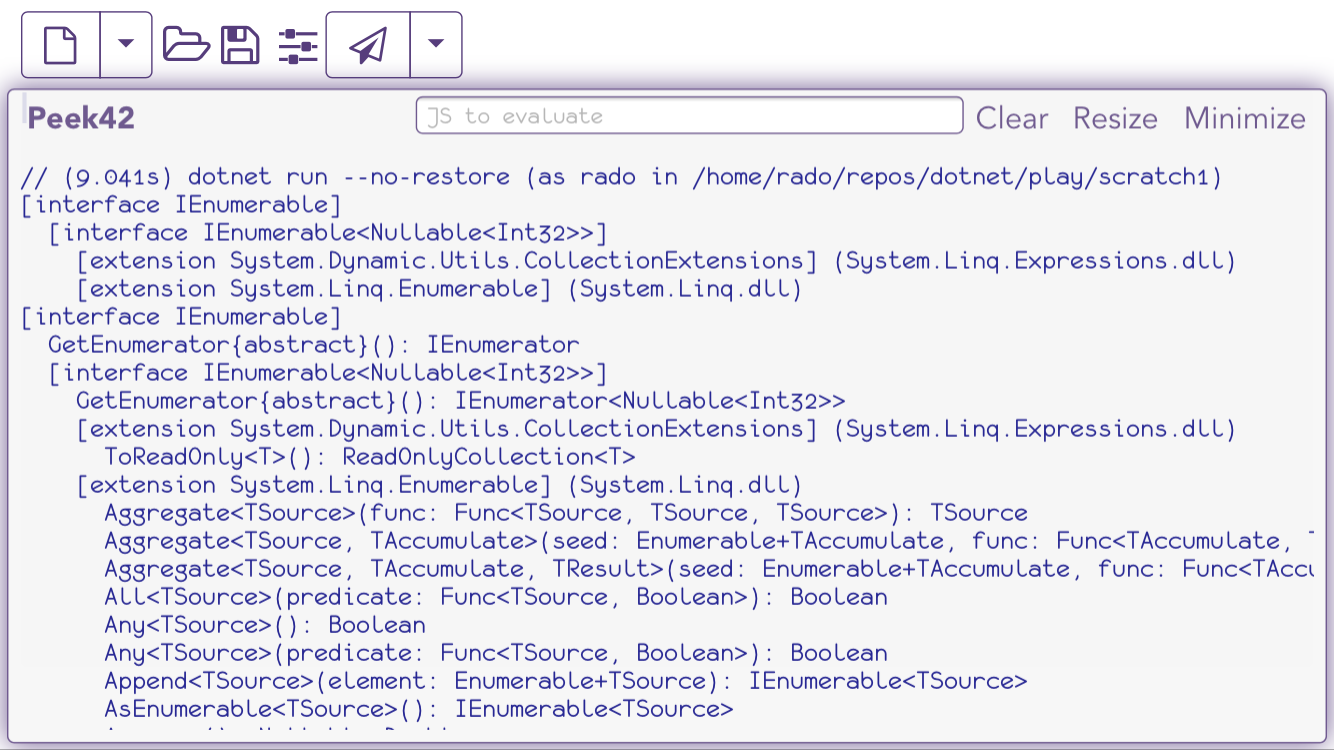 Peek42 JS to evaluate Clear Resize Minimize
// (9.041s) dotnet run --no-restore (as rado in /home/rado/repos/dotnet/play/scratch1)
[interface IEnumerable]
  [interface IEnumerable<Nullable<Int32>>]
    [extension System.Dynamic.Utils.CollectionExtensions] (System.Linq.Expressions.dll)
    [extension System.Linq.Enumerable] (System.Linq.dll)
[interface IEnumerable]
  GetEnumerator{abstract}(): IEnumerator
  [interface IEnumerable<Nullable<Int32>>]
    GetEnumerator{abstract}(): IEnumerator<Nullable<Int32>>
    [extension System.Dynamic.Utils.CollectionExtensions] (System.Linq.Expressions.dll)
      ToReadOnly<T>(): ReadOnlyCollection<T>
    [extension System.Linq.Enumerable] (System.Linq.dll)
      Aggregate<TSource>(func: Func<TSource, TSource, TSource>): TSource
      Aggregate<TSource, TAccumulate>(seed: Enumerable+TAccumulate, func: Func<TAccumulate,
      Aggregate<TSource, TAccumulate, TResult>(seed: Enumerable+TAccumulate, func: Func<TAccu
      All<TSource>(predicate: Func<TSource, Boolean>): Boolean
      Any<TSource>(): Boolean
      Any<TSource>(predicate: Func<TSource, Boolean>): Boolean
      Append<TSource>(element: Enumerable+TSource): IEnumerable<TSource>
      AsEnumerable<TSource>(): IEnumerable<TSource>